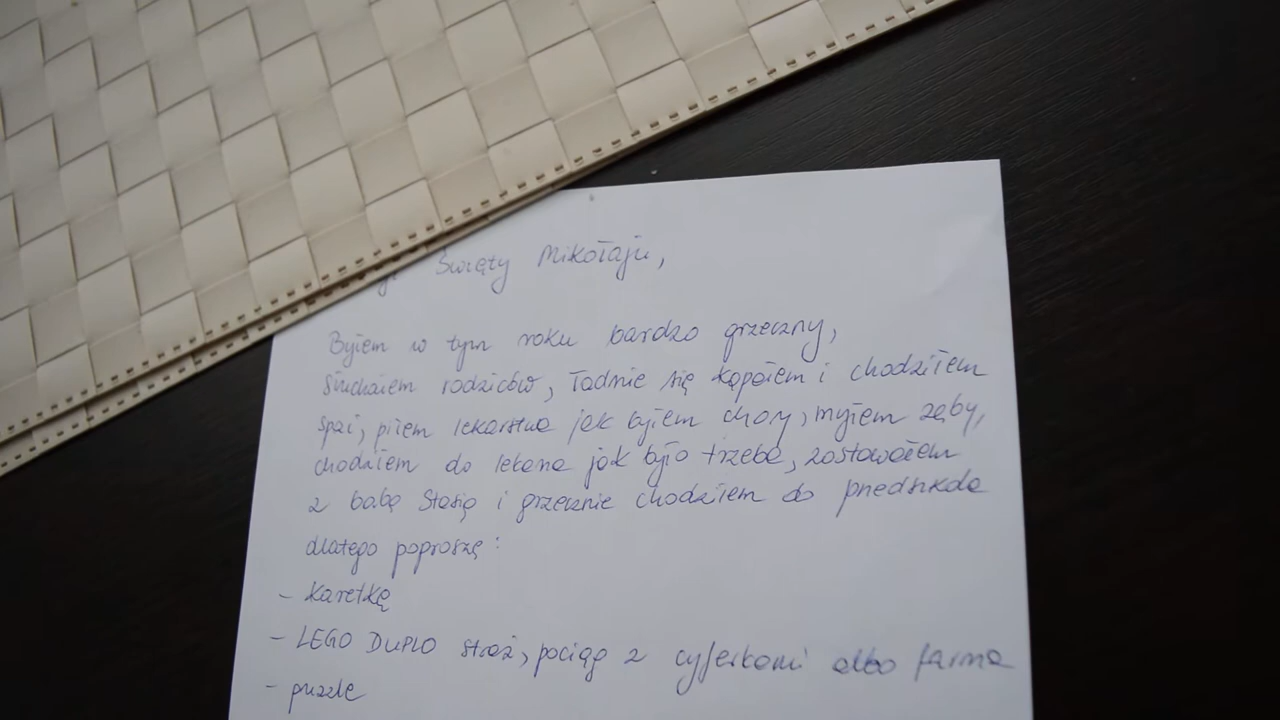 Święty Mikołaju,
Byłem w tym roku bardzo grzeczny,
Słuchałem rodziców, ładnie się kąpałem i chodziłem
spać, piłem lekarstwa jak byłem chory, myłem zęby,
chodziłem do lekarza jak było trzeba, zostawałem
z babą Stasią i grzecznie chodziłem do przedszkola
dlatego poproszę:
- karetkę
- LEGO DUPLO straż, pociąg z cyferkami albo farma
- puzzle